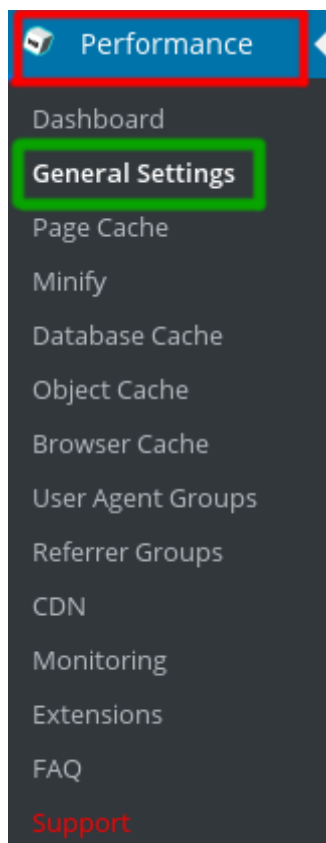 Performance
Dashboard
General Settings
Page Cache
Minify
Database Cache
Object Cache
Browser Cache
User Agent Groups
Referrer Groups
CDN
Monitoring
Extensions
FAQ
Support